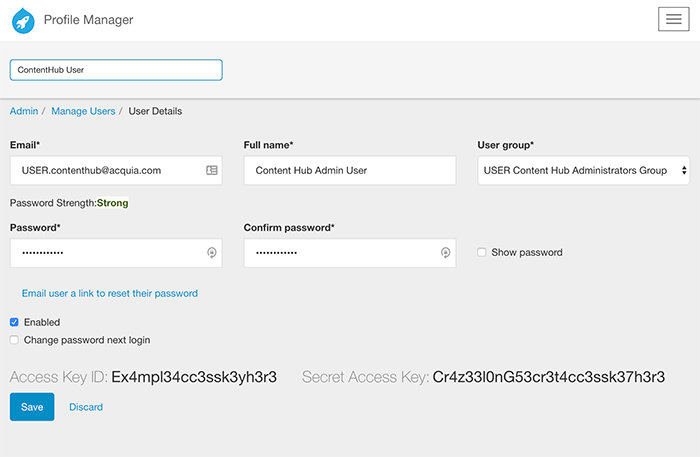 Profile Manager
ContentHub User
Admin / Manage Users / User Details
Email* Full name* User group*
USER.contenthub@acquia.com Content Hub Admin User USER Content Hub Administrators Group
Password Strength:Strong
Password* Confirm password*
•••••••••••• •••••••••••• Show password
Email user a link to reset their password
Enabled
Change password next login
Access Key ID: Ex4mpl34cc3ssk3yh3r3 Secret Access Key: Cr4z33l0nG53cr3t4cc3ssk37h3r3
Save Discard